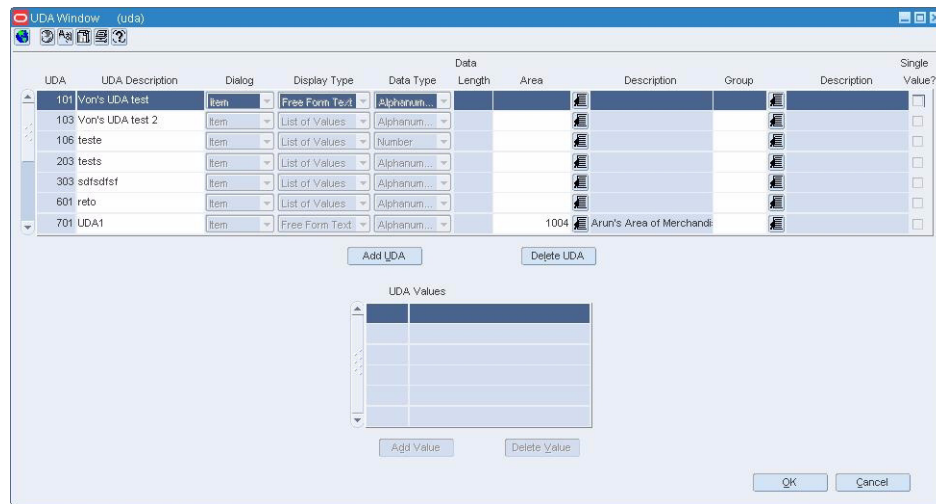 UDA Window (uda)
Data Single
UDA UDA Description Dialog Display Type Data Type Length Area Description Group Description Value?
101 Von's UDA test Item Free Form Text Alphanum...
103 Von's UDA test 2 Item List of Values Alphanum...
106 teste Item List of Values Number
203 tests Item List of Values Alphanum...
303 sdfsdfsf Item List of Values Alphanum...
601 reto Item List of Values Alphanum...
701 UDA1 Item Free Form Text Alphanum... 1004 Arun's Area of Merchandi
Add UDA Delete UDA
UDA Values
Add Value Delete Value
OK Cancel